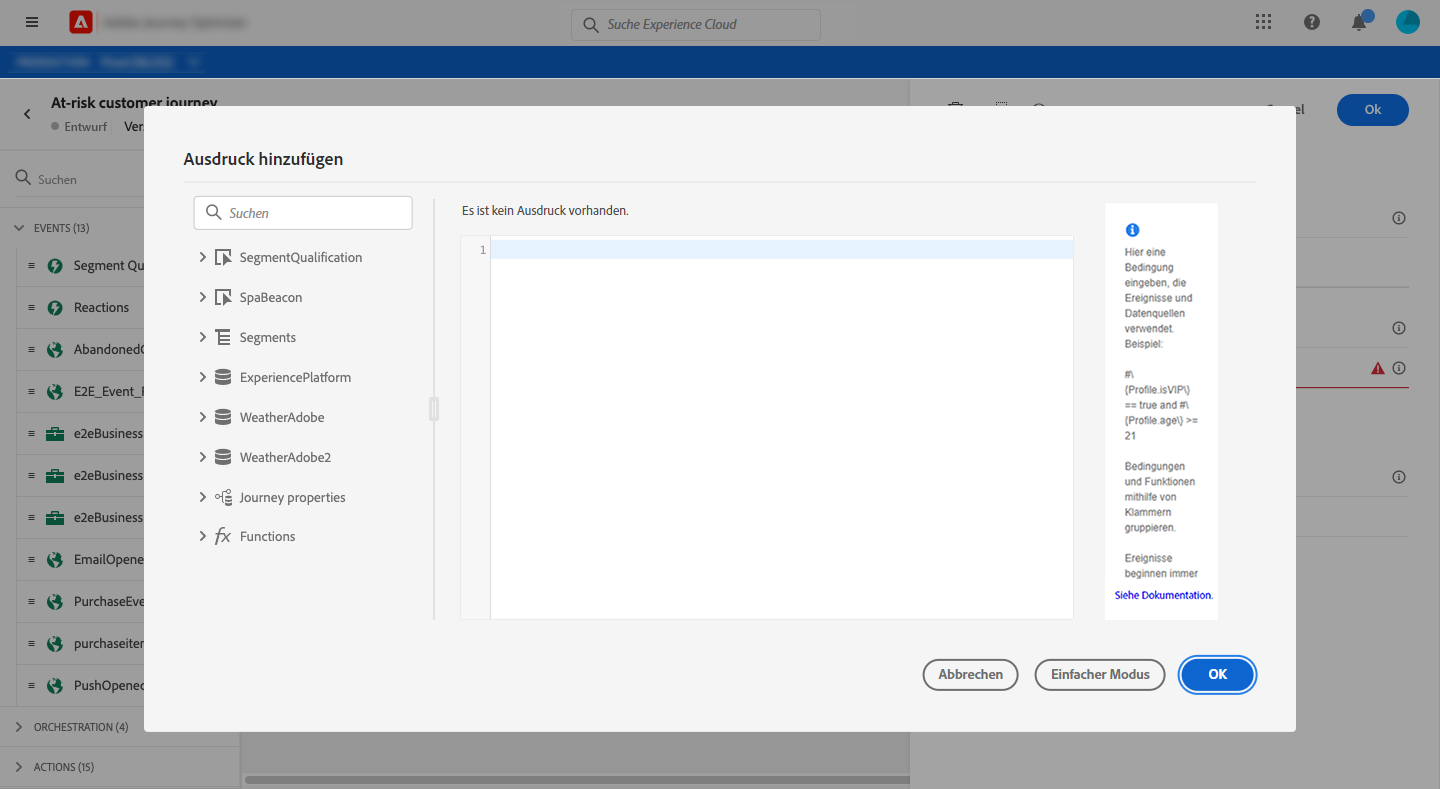 Suche Experience Cloud
At-risk customer journey
Entwurf
Ok
Suchen
EVENTS (13)
Segment Qu
Reactions
Abandoned
E2E_Event_
e2eBusiness
e2eBusiness
e2eBusiness
EmailOpene
PurchaseEve
purchaseiter
PushOpened
ORCHESTRATION (4)
ACTIONS (15)
Ausdruck hinzufügen
Suchen
SegmentQualification
SpaBeacon
Segments
ExperiencePlatform
WeatherAdobe
WeatherAdobe2
Journey properties
Functions
Es ist kein Ausdruck vorhanden.
1
Hier eine
Bedingung
eingeben, die
Ereignisse und
Datenquellen
verwendet.
Beispiel:
#\
{Profile.isVIP\}
== true and #\
{Profile.age\} >=
21
Bedingungen
und Funktionen
mithilfe von
Klammern
gruppieren.
Ereignisse
beginnen immer
Siehe Dokumentation.
Abbrechen
Einfacher Modus
OK